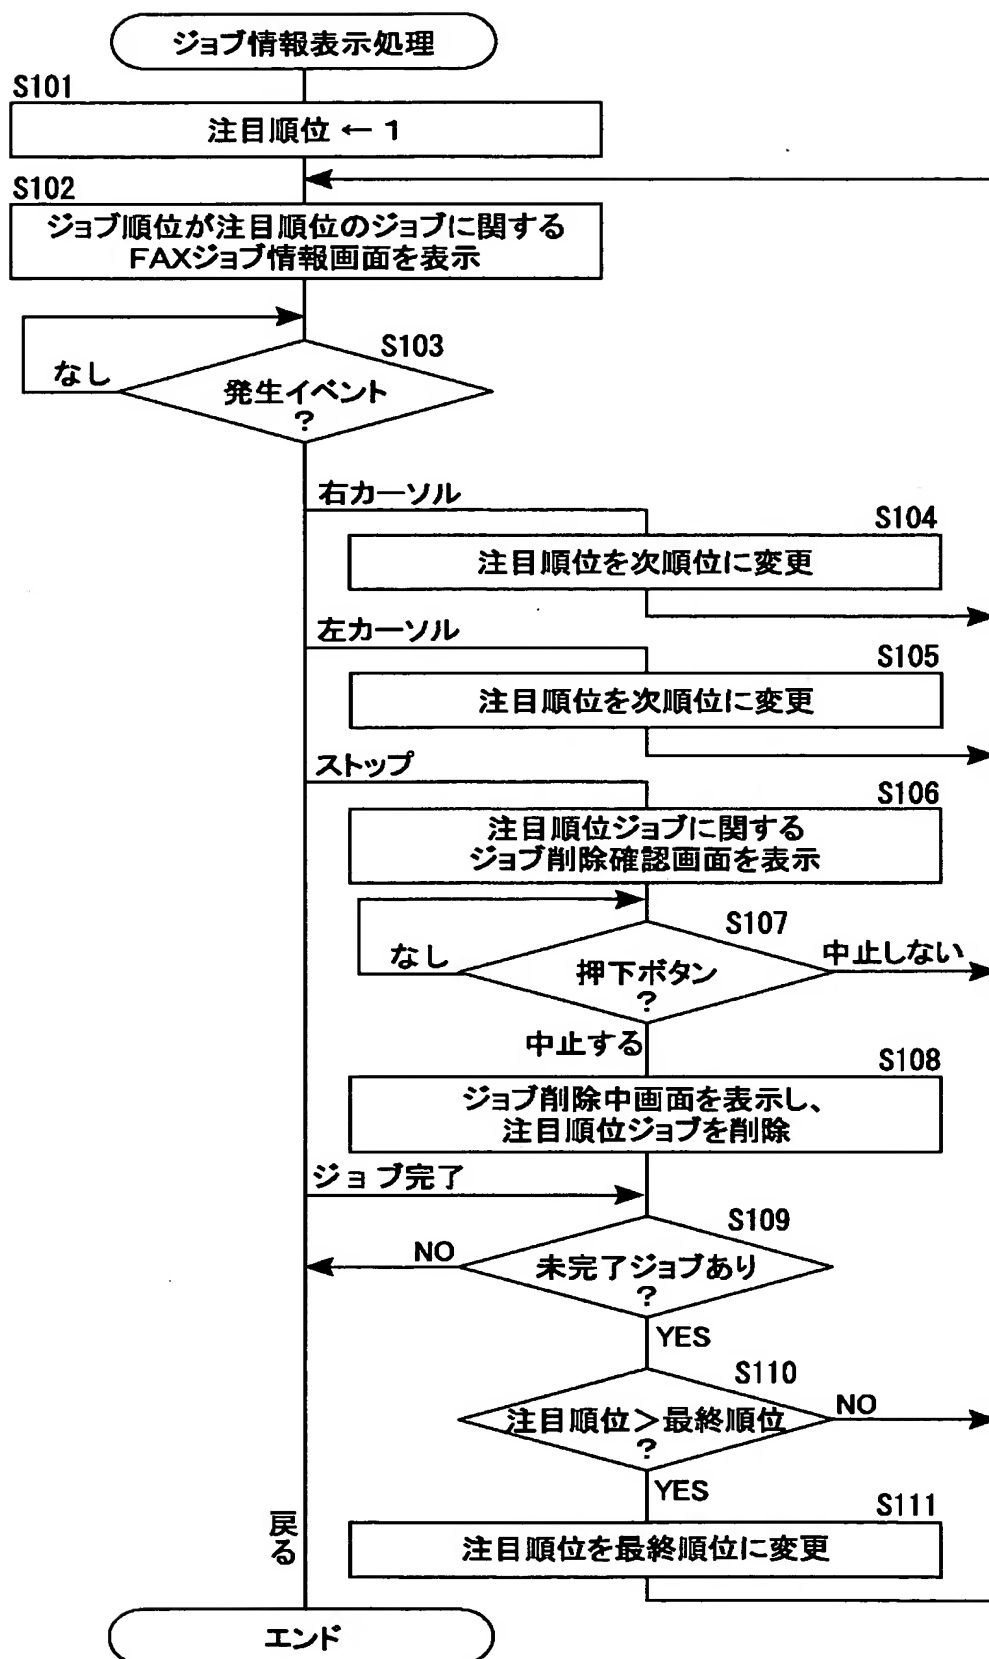 ジョブ情報表示処理
S101
注目順位 ← 1
S102
ジョブ順位が注目順位のジョブに関する
FAXジョブ情報画面を表示
S103
なし
発生イベント
?
右カーソル
S104
注目順位を次順位に変更
左カーソル
S105
注目順位を次順位に変更
ストップ
S106
注目順位ジョブに関する
ジョブ削除確認画面を表示
S107
なし
押下ボタン
?
中止しない
中止する
S108
ジョブ削除中画面を表示し、
注目順位ジョブを削除
ジョブ完了
S109
NO
未完了ジョブあり
?
YES
S110
注目順位＞最終順位
?
NO
YES
S111
注目順位を最終順位に変更
戻る
エンド